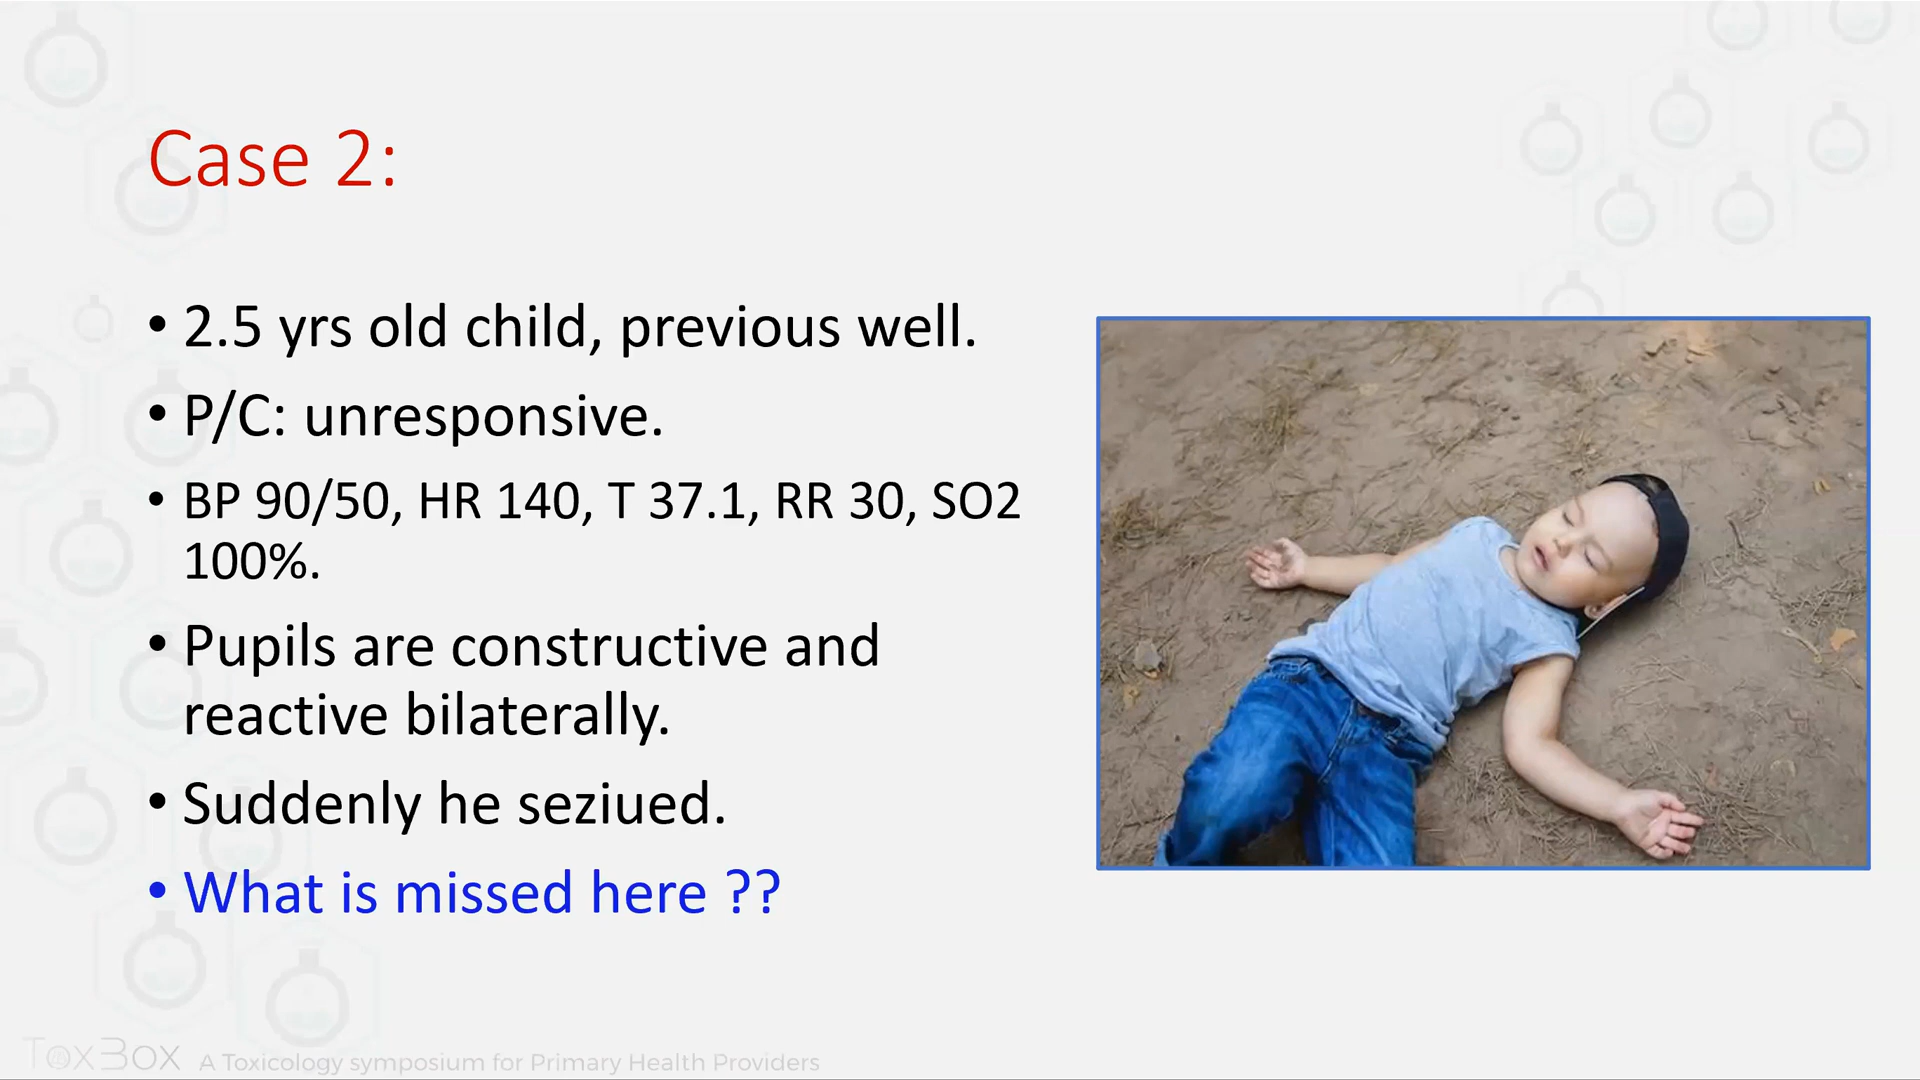 Case 2:
• 2.5 yrs old child, previous well.
• P/C: unresponsive.
• BP 90/50, HR 140, T 37.1, RR 30, SO2
100%.
• Pupils are constructive and
reactive bilaterally.
• Suddenly he seziued.
• What is missed here ??
ToxBox A Toxicology symposium for Primary Health Providers